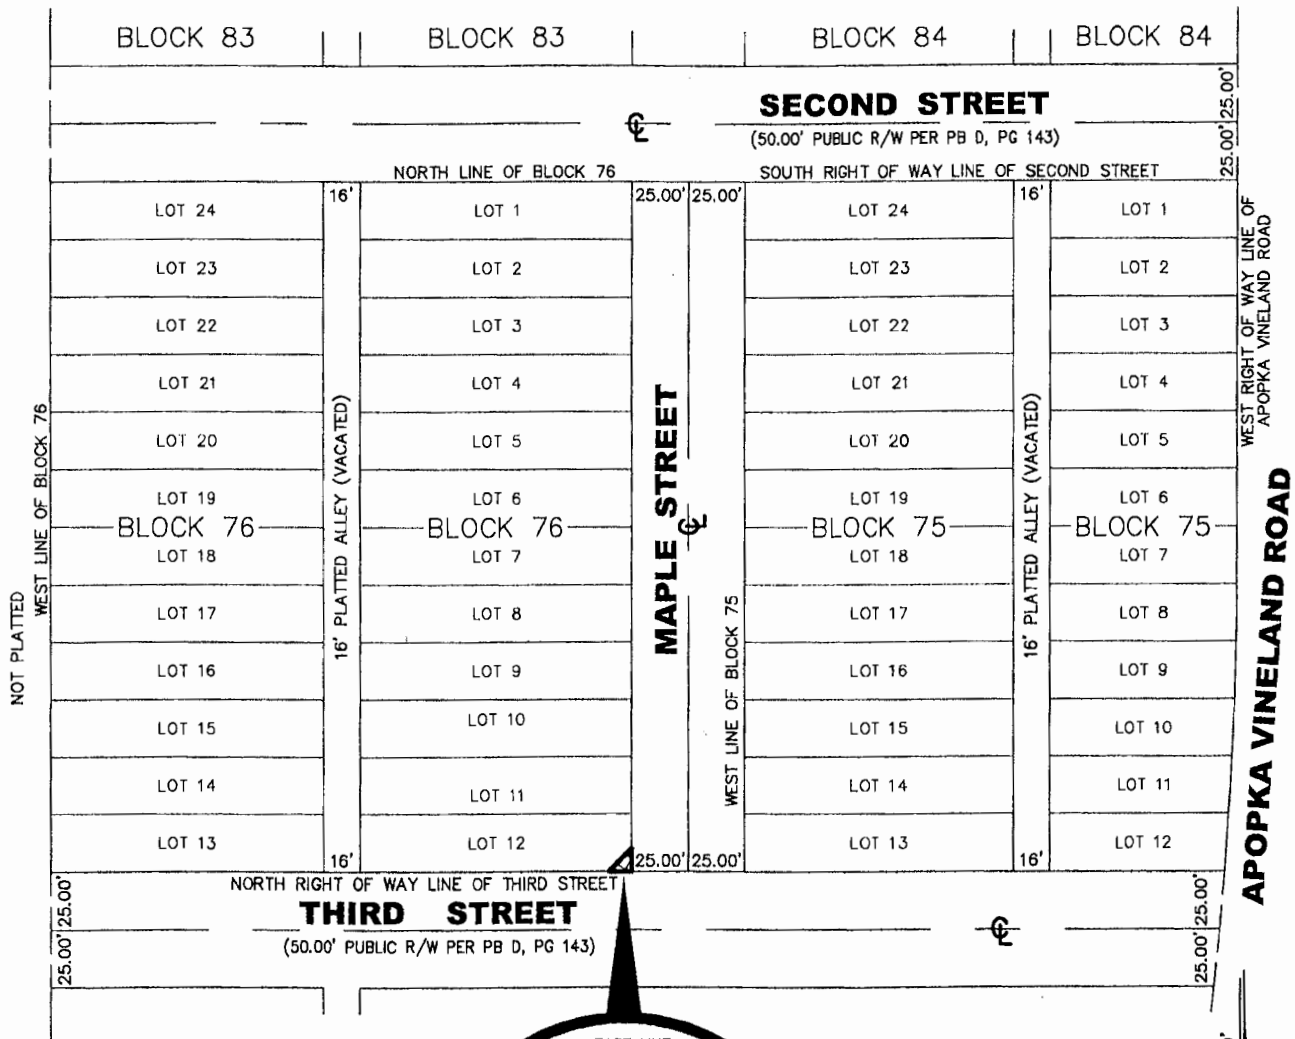 BLOCK 83 BLOCK 83 BLOCK 84 BLOCK 84
SECOND STREET
(50.00' PUBLIC R/W PER PB D, PG 143)
25.00' 25.00'
NORTH LINE OF BLOCK 76
SOUTH RIGHT OF WAY LINE OF SECOND STREET
16' 25.00' 25.00' 16'
LOT 24 LOT 1 LOT 24 LOT 1
LOT 23 LOT 2 LOT 23 LOT 2
LOT 22 LOT 3 LOT 22 LOT 3
LOT 21 LOT 4 LOT 21 LOT 4
LOT 20 LOT 5 LOT 20 LOT 5
LOT 19 LOT 6 LOT 19 LOT 6
BLOCK 76 BLOCK 76 BLOCK 75 BLOCK 75
LOT 18 LOT 7 LOT 18 LOT 7
LOT 17 LOT 8 LOT 17 LOT 8
LOT 16 LOT 9 LOT 16 LOT 9
LOT 15 LOT 10 LOT 15 LOT 10
LOT 14 LOT 11 LOT 14 LOT 11
LOT 13 LOT 12 LOT 13 LOT 12
16' 25.00' 25.00' 16'
NOT PLATTED
WEST LINE OF BLOCK 76
16' PLATTED ALLEY (VACATED)
MAPLE STREET
WEST LINE OF BLOCK 75
16' PLATTED ALLEY (VACATED)
WEST RIGHT OF WAY LINE OF
APOPKA VINELAND ROAD
APOPKA VINELAND ROAD
NORTH RIGHT OF WAY LINE OF THIRD STREET
THIRD STREET
(50.00' PUBLIC R/W PER PB D, PG 143)
25.00' 25.00'
25.00' 25.00'